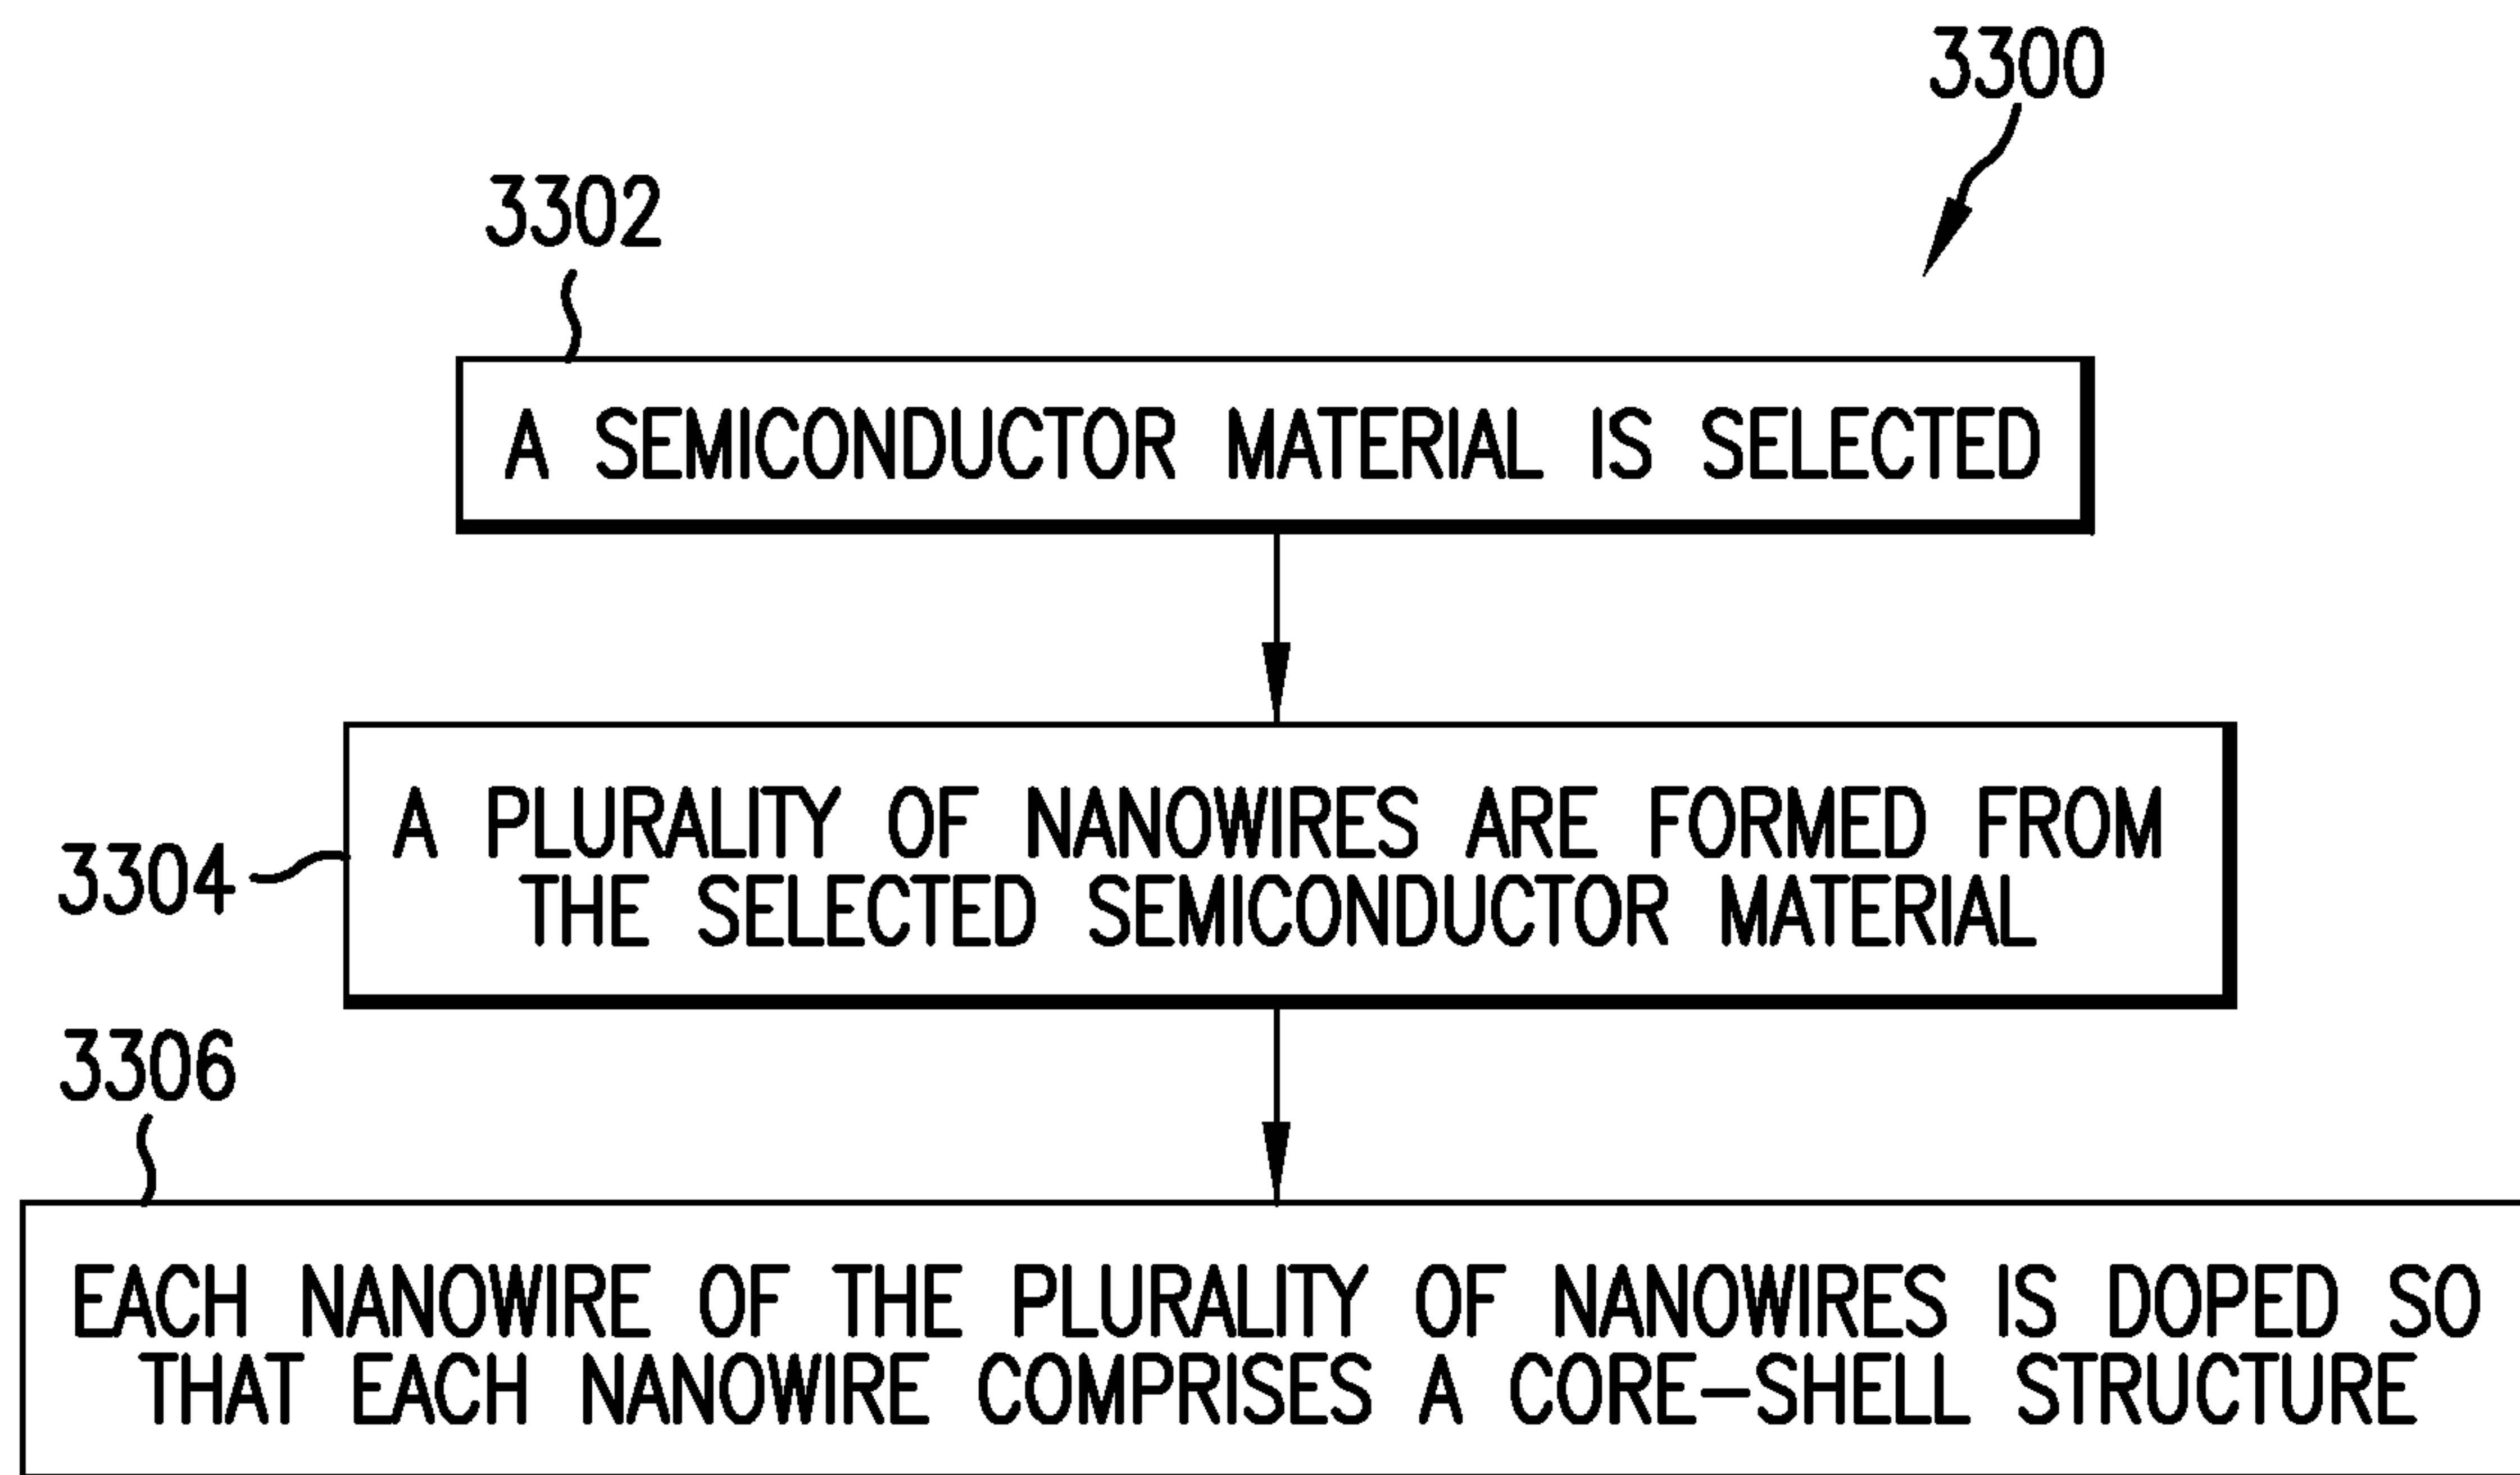 3300
3302
A SEMICONDUCTOR MATERIAL IS SELECTED
A PLURALITY OF NANOWIRES ARE FORMED FROM
3304
THE SELECTED SEMICONDUCTOR MATERIAL
3306
EACH NANOWIRE OF THE PLURALITY OF NANOWIRES IS DOPED SO
THAT EACH NANOWIRE COMPRISES A CORE-SHELL STRUCTURE